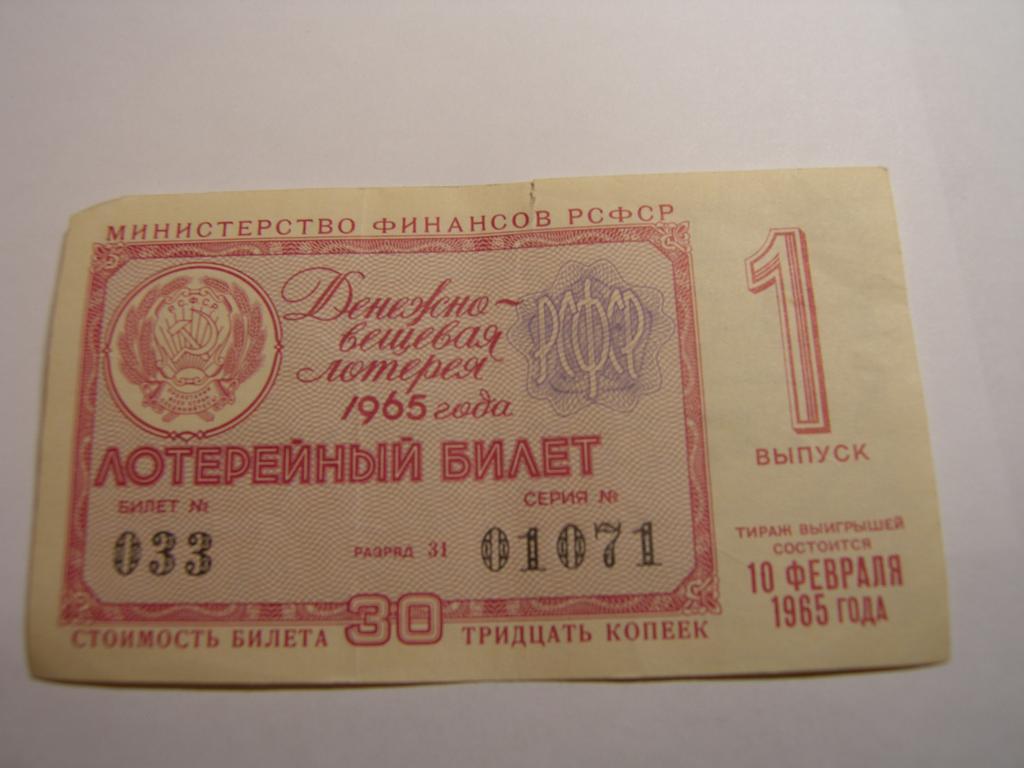 МИНИСТЕРСТВО ФИНАНСОВ РСФСР
РСФСР
Денежно-
вещевая
лотерея
1965 года
РСФСР
ЛОТЕРЕЙНЫЙ БИЛЕТ
БИЛЕТ № СЕРИЯ №
033 РАЗРЯД 31 01071
СТОИМОСТЬ БИЛЕТА 30 ТРИДЦАТЬ КОПЕЕК
1
ВЫПУСК
ТИРАЖ ВЫИГРЫШЕЙ
СОСТОИТСЯ
10 ФЕВРАЛЯ
1965 ГОДА